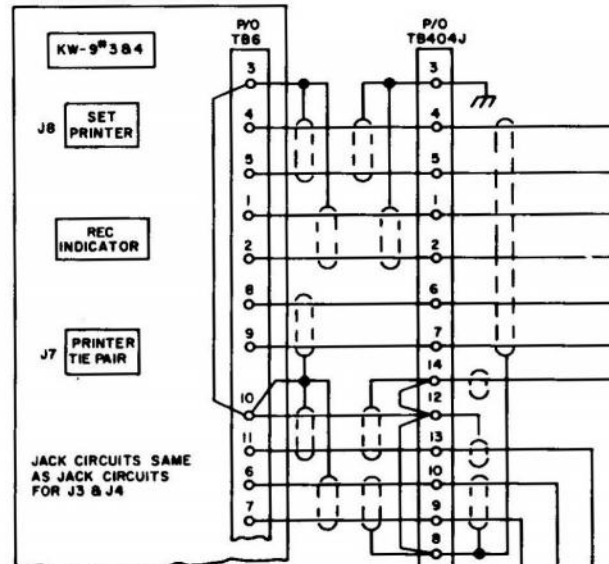 P/O
TB6
P/O
TB404J
KW-9#3&4
J8
SET
PRINTER
REC
INDICATOR
J7
PRINTER
TIE PAIR
JACK CIRCUITS SAME
AS JACK CIRCUITS
FOR J3 & J4
3
4
5
1
2
8
9
10
11
6
7
3
4
5
1
2
6
7
14
12
13
10
9
8